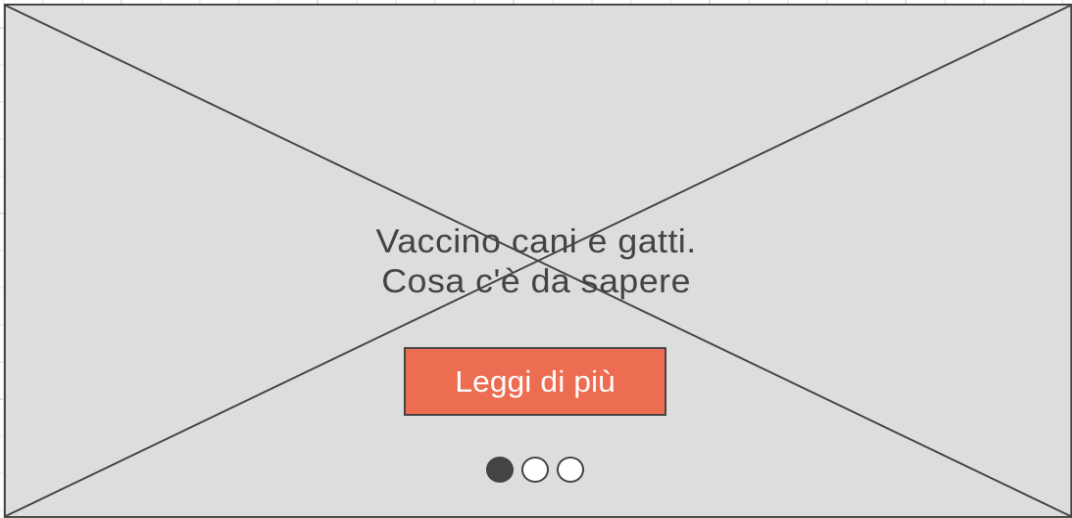 Vaccino cani e gatti.
Cosa c'è da sapere
Leggi di più